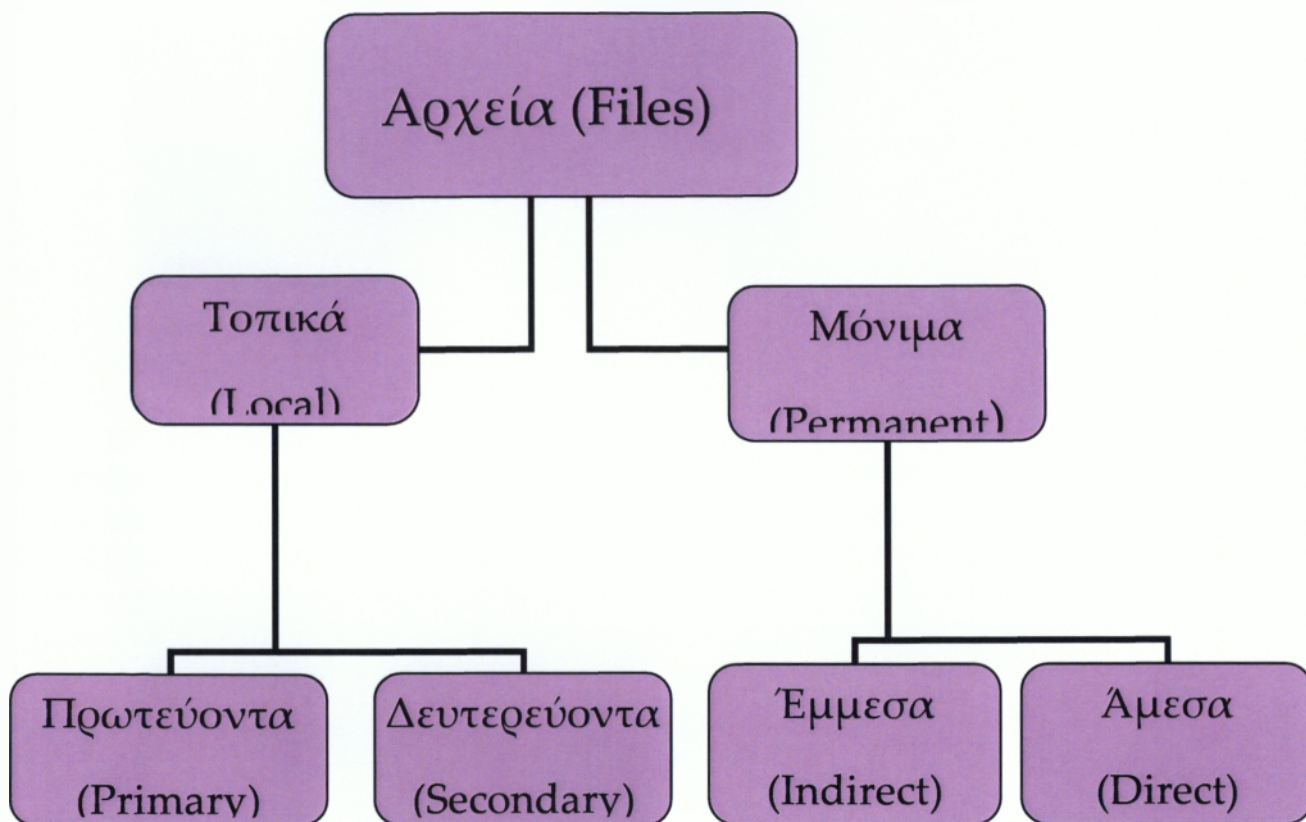 Αρχεία (Files)
Τοπικά
(Local)
Μόνιμα
(Permanent)
Πρωτεύοντα
(Primary)
Δευτερεύοντα
(Secondary)
Έμμεσα
(Indirect)
Άμεσα
(Direct)